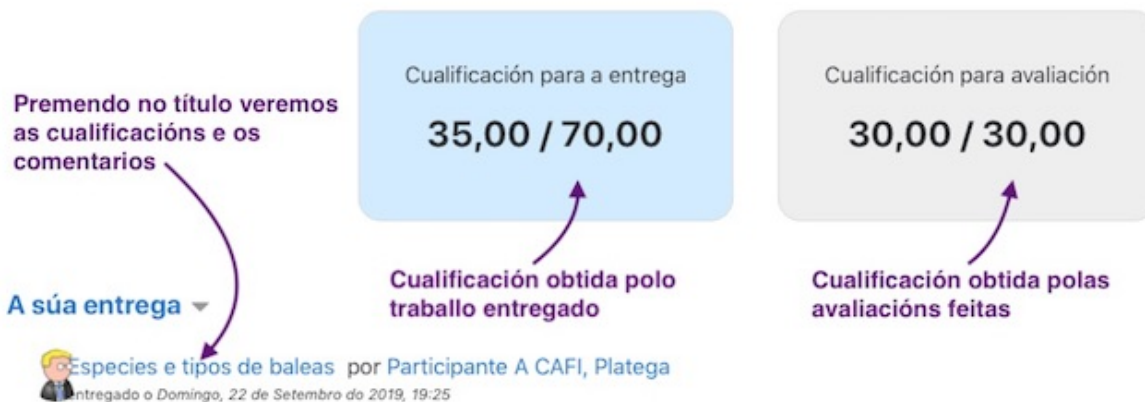 Premendo no título veremos
as cualificacións e os
comentarios
Cualificación para a entrega
35,00 / 70,00
Cualificación para avaliación
30,00 / 30,00
Cualificación obtida polo
traballo entregado
Cualificación obtida polas
avaliacións feitas
A súa entrega
Especies e tipos de baleas por Participante A CAFI, Platega
entregado o Domingo, 22 de Setembro do 2019, 19:25